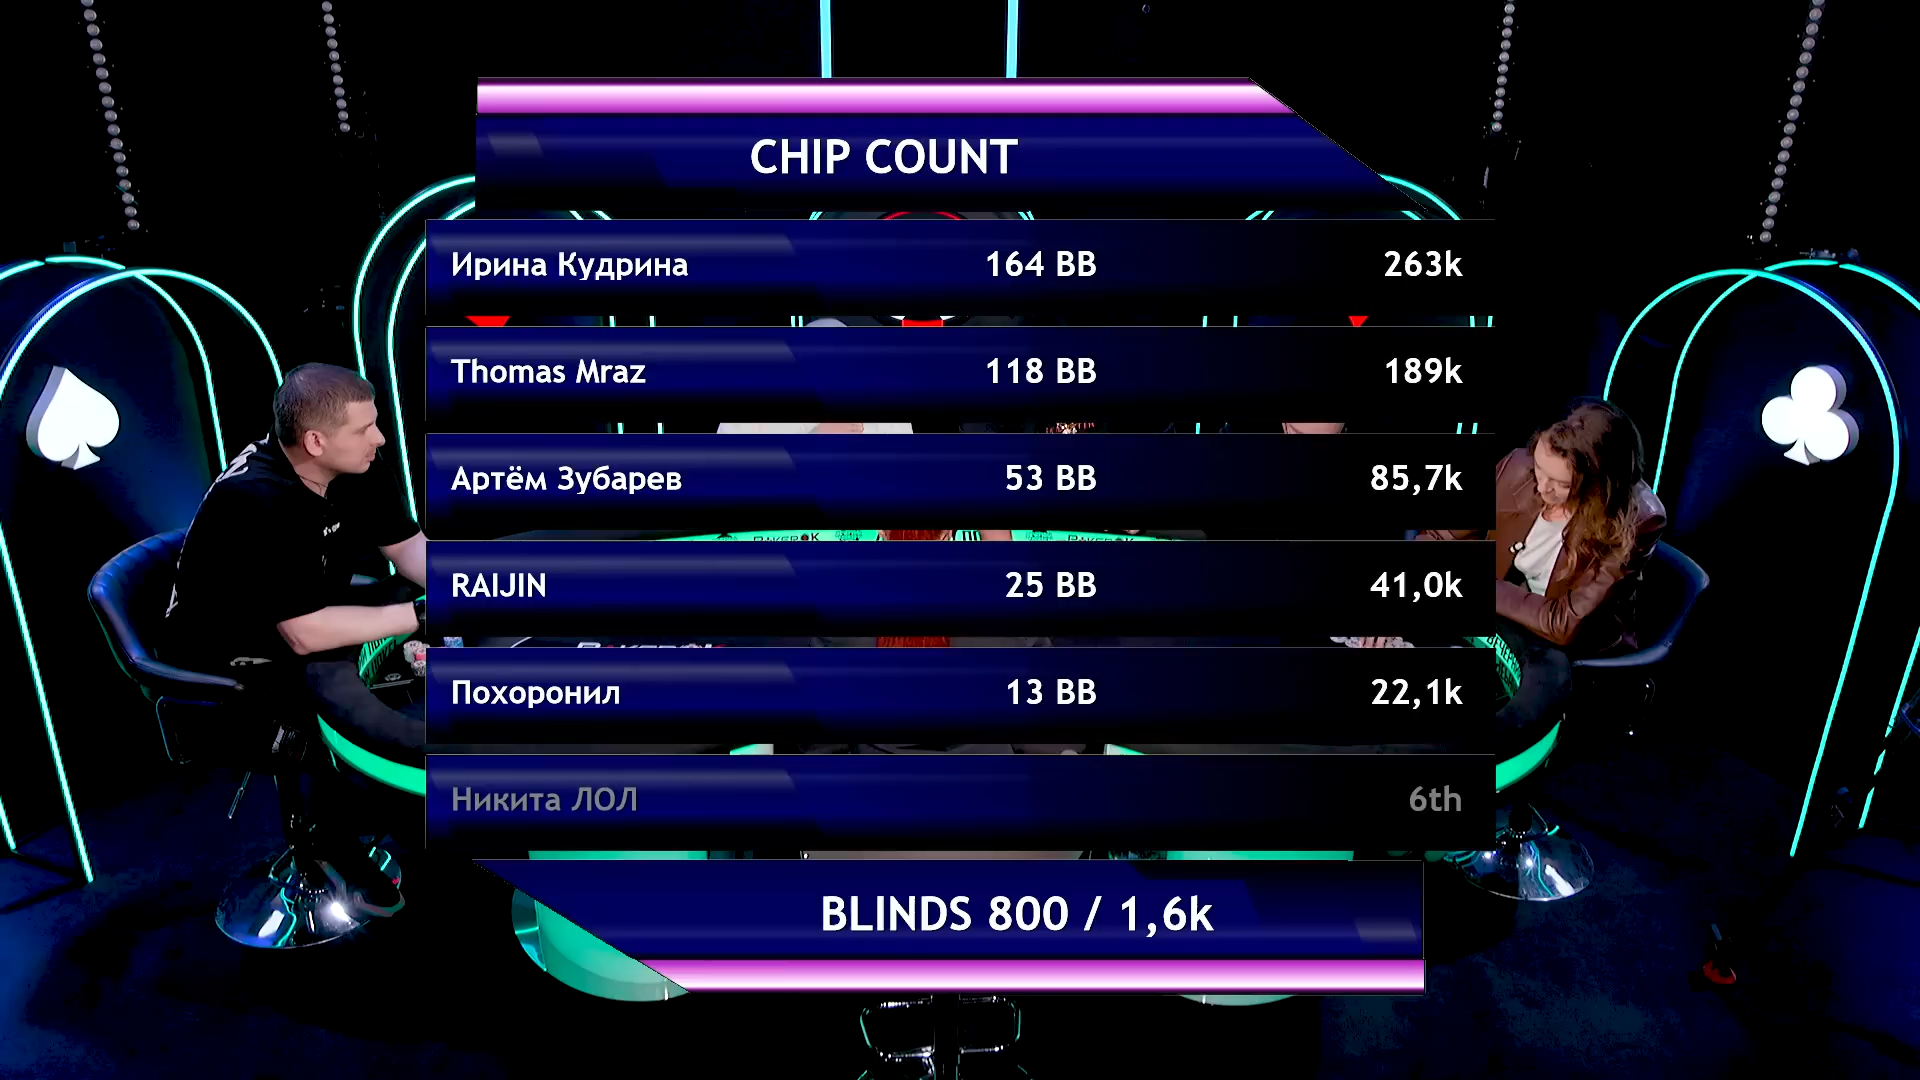 CHIP COUNT
Ирина Кудрина 164 BB 263k
Thomas Mraz 118 BB 189k
Артём Зубарев 53 BB 85,7k
RAIJIN 25 BB 41,0k
Похоронил 13 BB 22,1k
Никита ЛОЛ 6th
BLINDS 800 / 1,6k